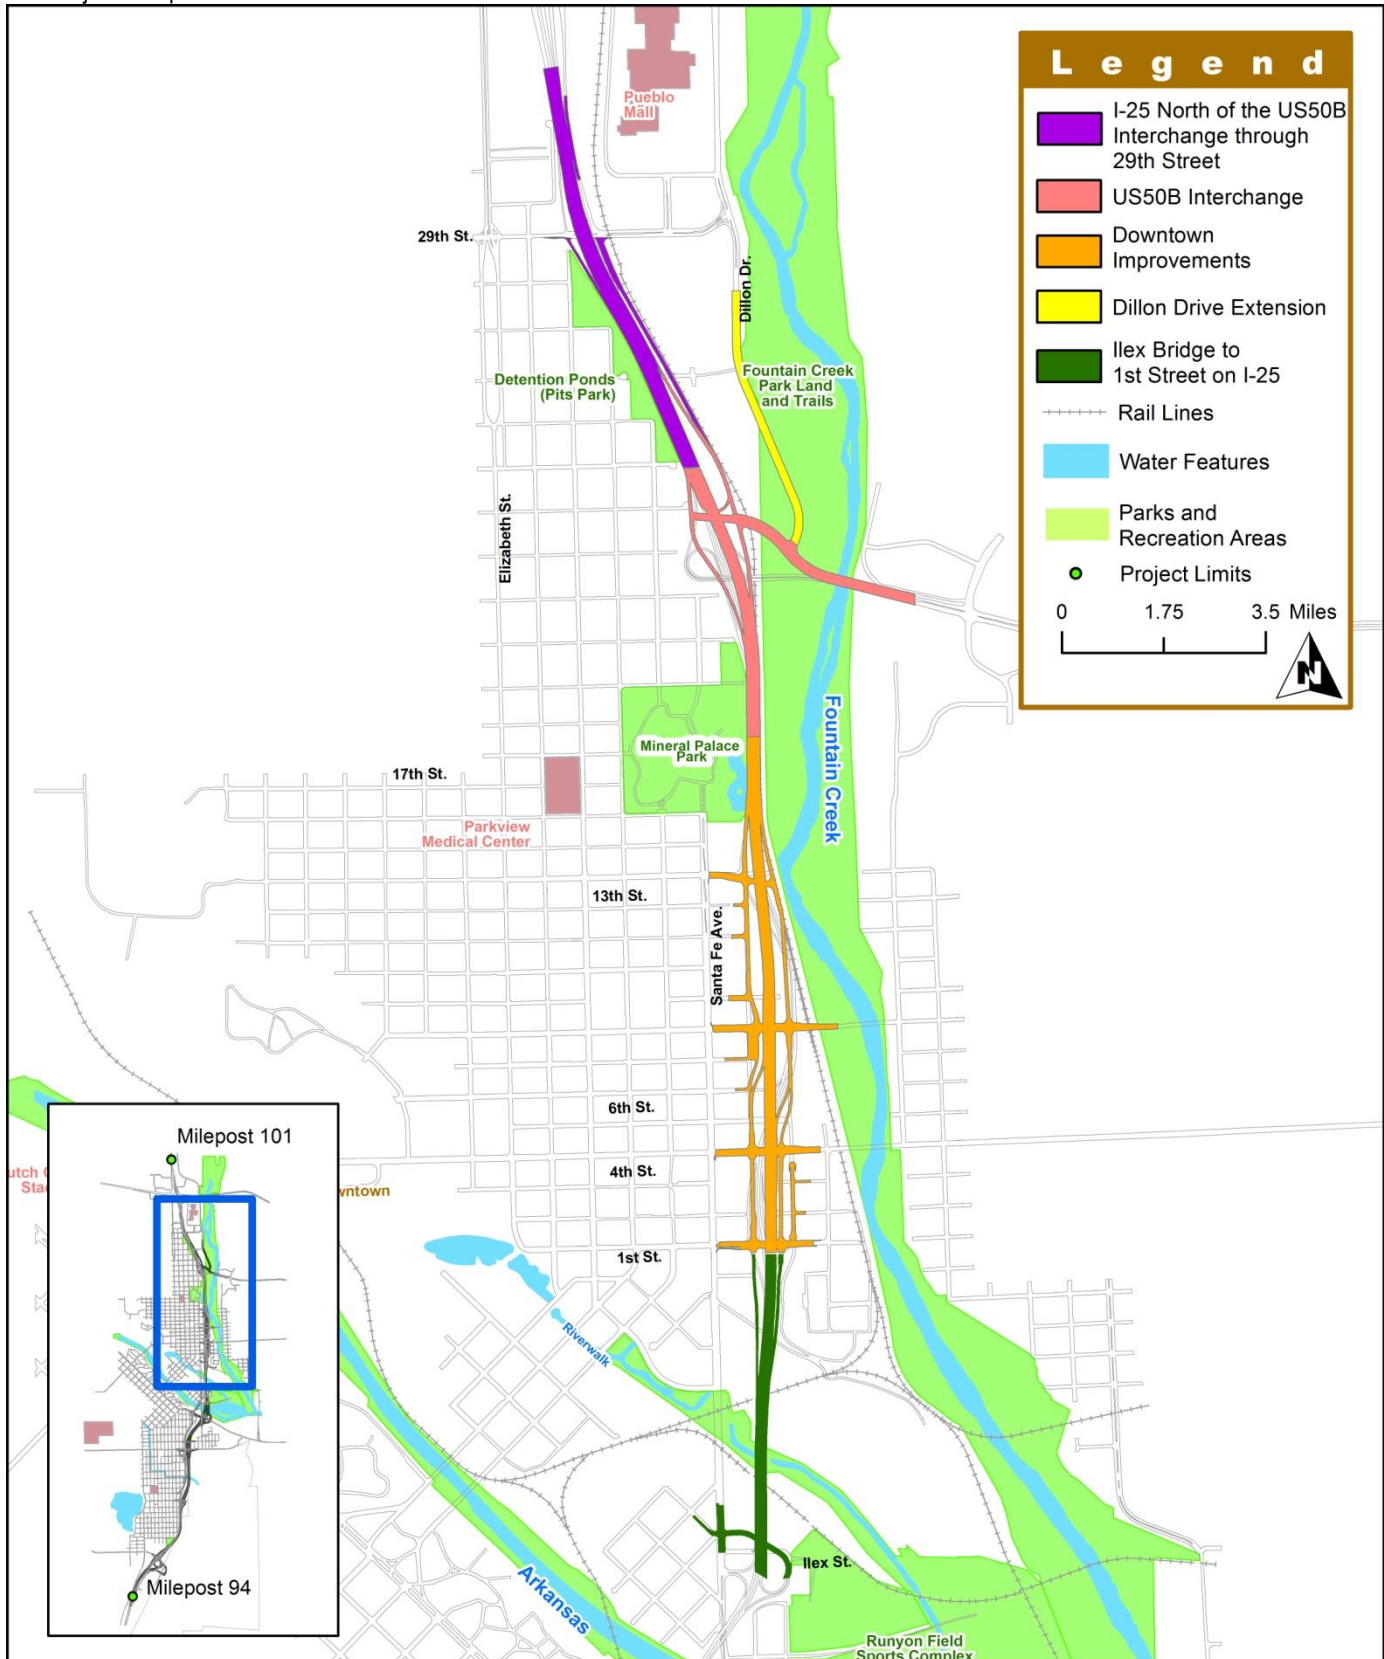 Legend
I-25 North of the US50B
Interchange through
29th Street
US50B Interchange
Downtown
Improvements
Dillon Drive Extension
Ilex Bridge to
1st Street on I-25
Rail Lines
Water Features
Parks and
Recreation Areas
Project Limits
0 1.75 3.5 Miles
N
Pueblo
Mall
29th St.
Dillon Dr.
Detention Ponds
(Pits Park)
Fountain Creek
Park Land
and Trails
Elizabeth St.
Fountain Creek
Mineral Palace
Park
17th St.
Parkview
Medical Center
13th St.
Santa Fe Ave.
6th St.
4th St.
1st St.
Riverwalk
Ilex St.
Arkansas
Runyon Field
Sports Complex
Milepost 101
Milepost 94